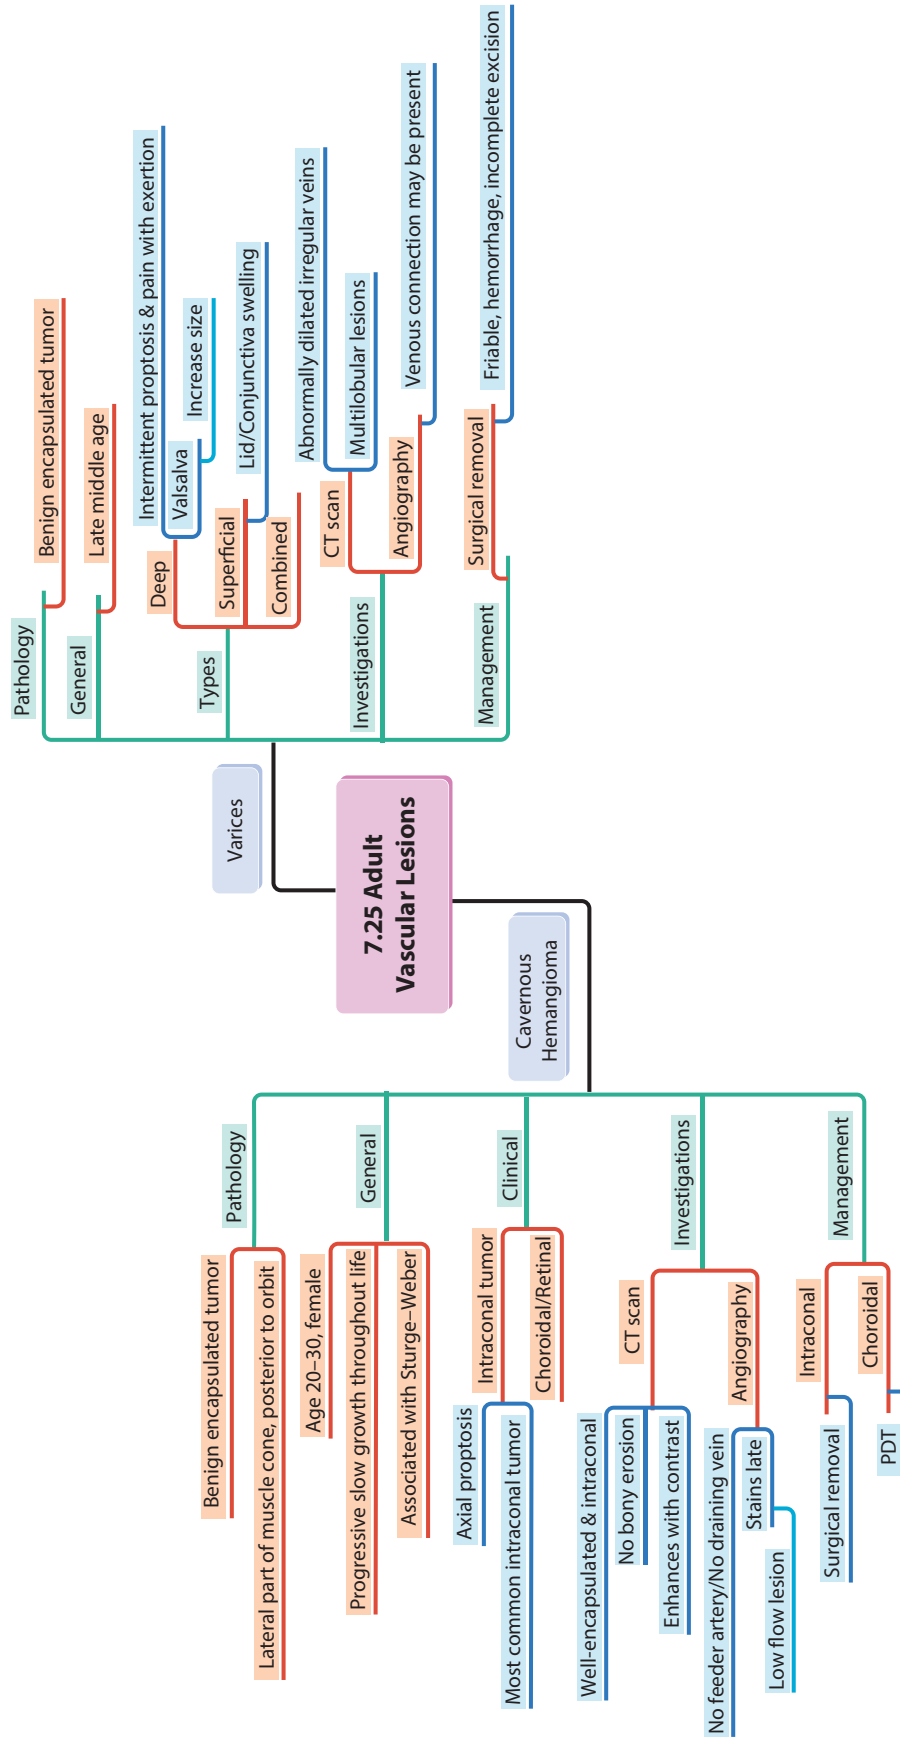 7.25 Adult
Vascular Lesions
Varices
Pathology
Benign encapsulated tumor
General
Late middle age
Types
Deep
Intermittent proptosis & pain with exertion
Valsalva
Increase size
Superficial
Lid/Conjunctiva swelling
Combined
Investigations
CT scan
Abnormally dilated irregular veins
Multilobular lesions
Angiography
Venous connection may be present
Management
Surgical removal
Friable, hemorrhage, incomplete excision
Cavernous
Hemangioma
Pathology
Benign encapsulated tumor
Lateral part of muscle cone, posterior to orbit
General
Age 20–30, female
Progressive slow growth throughout life
Associated with Sturge–Weber
Clinical
Intraconal tumor
Axial proptosis
Most common intraconal tumor
Choroidal/Retinal
Investigations
CT scan
Well-encapsulated & intraconal
No bony erosion
Enhances with contrast
Angiography
No feeder artery/No draining vein
Stains late
Low flow lesion
Management
Intraconal
Surgical removal
Choroidal
PDT